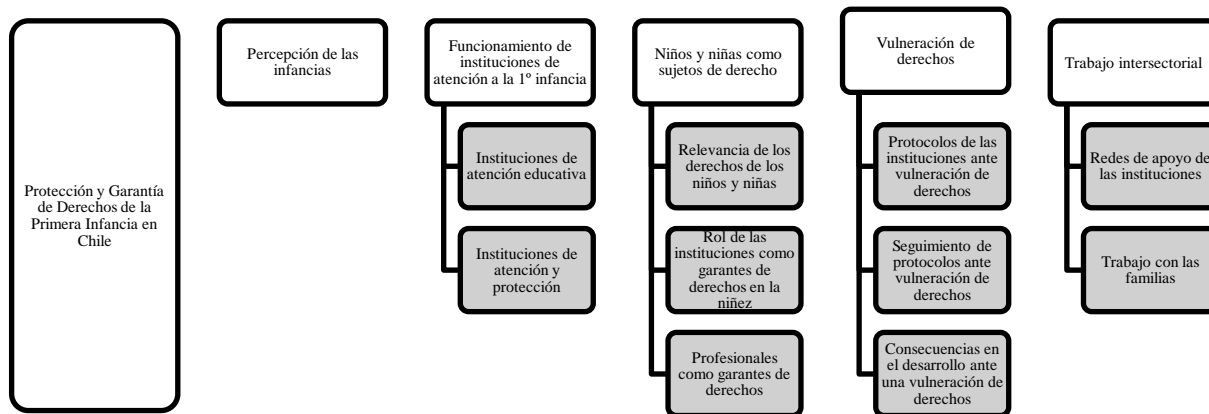 Protección y Garantía
de Derechos de la
Primera Infancia en
Chile
Percepción de las
infancias
Funcionamiento de
instituciones de
atención a la 1º infancia
Instituciones de
atención educativa
Instituciones de
atención y
protección
Niños y niñas como
sujetos de derecho
Relevancia de los
derechos de los
niños y niñas
Rol de las
instituciones como
garantes de
derechos en la
niñez
Profesionales
como garantes de
derechos
Vulneración de
derechos
Protocolos de las
instituciones ante
vulneración de
derechos
Seguimiento de
protocolos ante
vulneración de
derechos
Consecuencias en
el desarrollo ante
una vulneración de
derechos
Trabajo intersectorial
Redes de apoyo de
las instituciones
Trabajo con las
familias